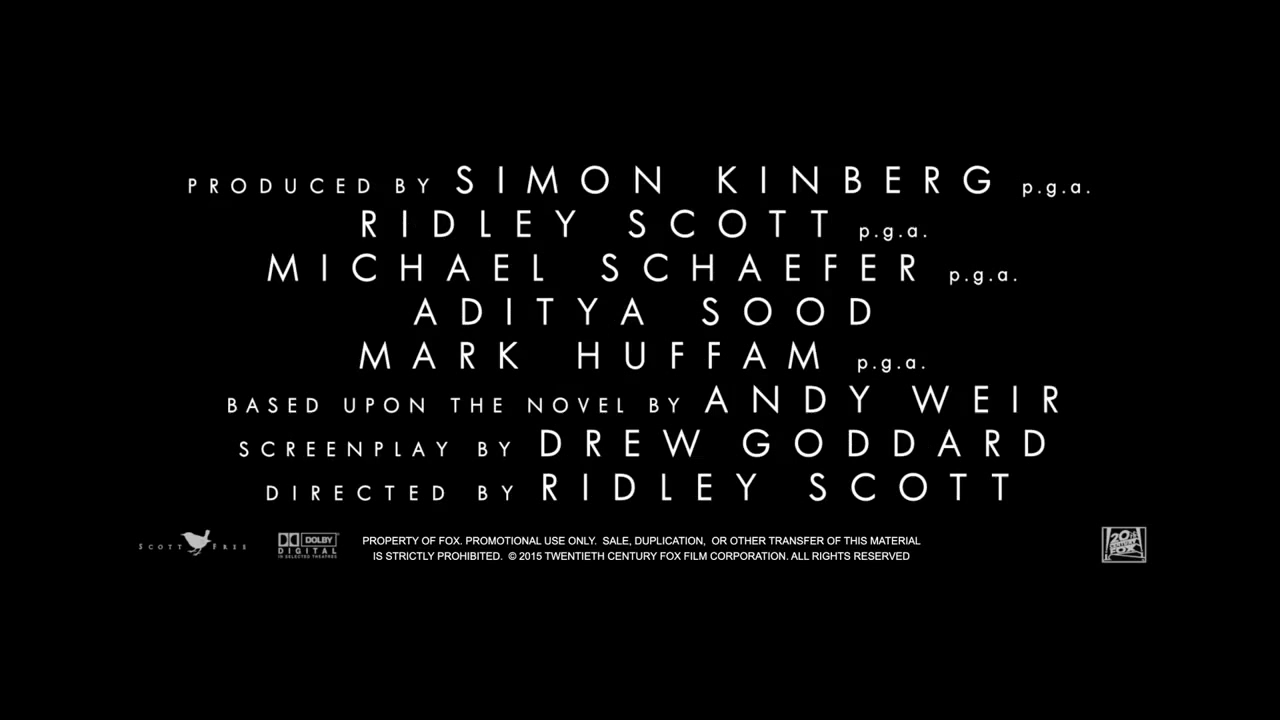 PRODUCED BY SIMON KINBERG p.g.a.
RIDLEY SCOTT p.g.a.
MICHAEL SCHAEFER p.g.a.
ADITYA SOOD
MARK HUFFAM p.g.a.
BASED UPON THE NOVEL BY ANDY WEIR
SCREENPLAY BY DREW GODDARD
DIRECTED BY RIDLEY SCOTT
SCOTT FREE
DOLBY
DIGITAL
IN SELECTED THEATRES
PROPERTY OF FOX. PROMOTIONAL USE ONLY. SALE, DUPLICATION, OR OTHER TRANSFER OF THIS MATERIAL
IS STRICTLY PROHIBITED. © 2015 TWENTIETH CENTURY FOX FILM CORPORATION. ALL RIGHTS RESERVED
20th
CENTURY
FOX